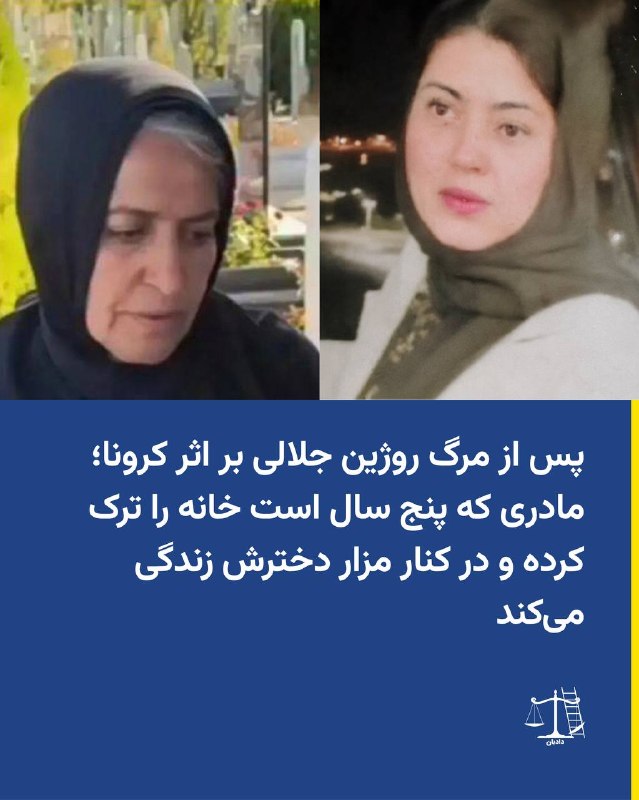 پس از مرگ روژین جلالی بر اثر کرونا؛
مادری که پنج سال است خانه را ترک
کرده و در کنار مزار دخترش زندگی
می‌کند
دادبان